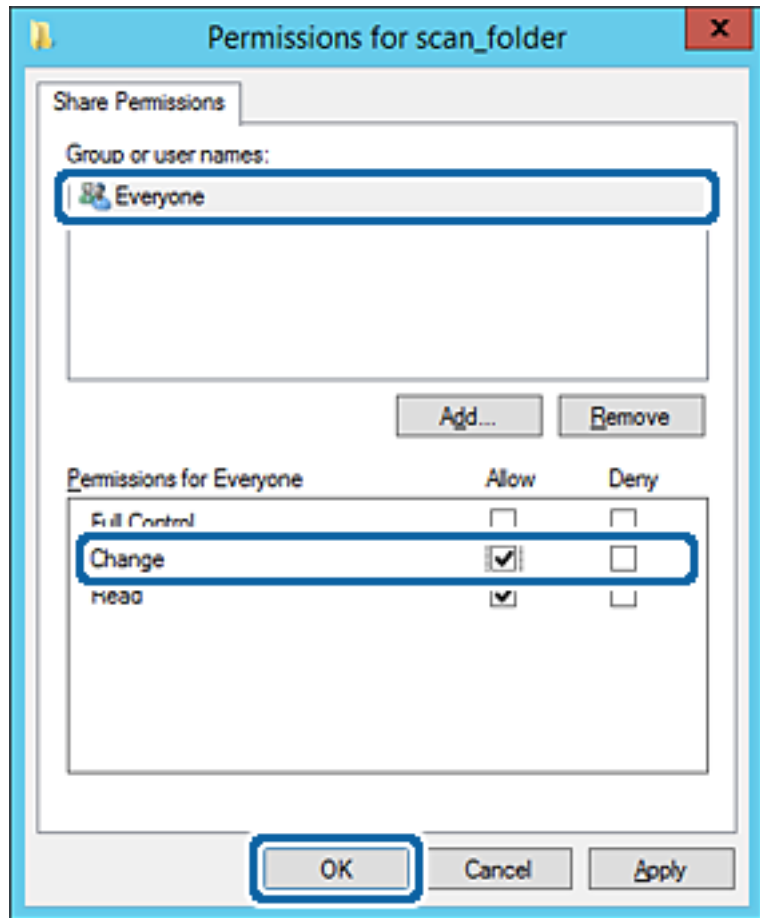 Permissions for scan_folder
Share Permissions
Group or user names:
Everyone
Add... Remove
Permissions for Everyone Allow Deny
Full Control
Change
Read
OK Cancel Apply